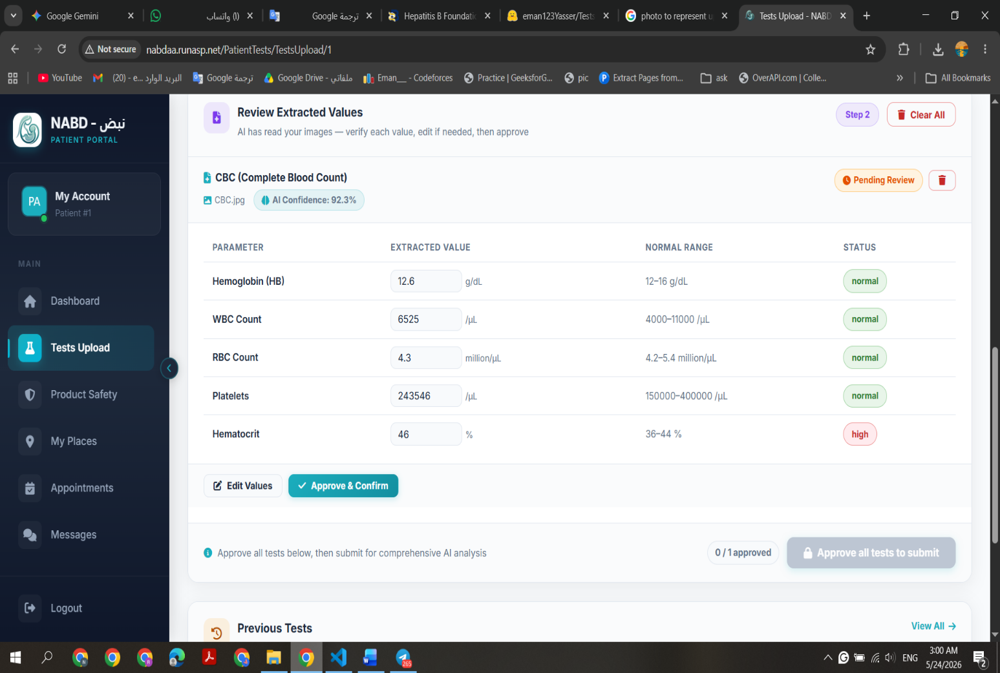 Google Gemini
(1) واتساب
ترجمة Google
Hepatitis B Foundatio
eman123Yasser/Tests
photo to represent u
Tests Upload - NABD
Not secure
nabdaa.runasp.net/PatientTests/TestsUpload/1
YouTube
(20) - e... البريد الوارد
ترجمة Google
ملفاتي - Google Drive
Eman__ - Codeforces
Practice | GeeksforG...
pic
Extract Pages from...
ask
OverAPI.com | Colle...
»
All Bookmarks
NABD - نبض
PATIENT PORTAL
PA
My Account
Patient #1
MAIN
Dashboard
Tests Upload
Product Safety
My Places
Appointments
Messages
Logout
Review Extracted Values
AI has read your images — verify each value, edit if needed, then approve
Step 2
Clear All
CBC (Complete Blood Count)
CBC.jpg
AI Confidence: 92.3%
Pending Review
PARAMETER EXTRACTED VALUE NORMAL RANGE STATUS
Hemoglobin (HB) 12.6 g/dL 12–16 g/dL normal
WBC Count 6525 /µL 4000–11000 /µL normal
RBC Count 4.3 million/µL 4.2–5.4 million/µL normal
Platelets 243546 /µL 150000–400000 /µL normal
Hematocrit 46 % 36–44 % high
Edit Values
Approve & Confirm
Approve all tests below, then submit for comprehensive AI analysis
0 / 1 approved
Approve all tests to submit
Previous Tests
View All →
265
ENG
3:00 AM
5/24/2026
2